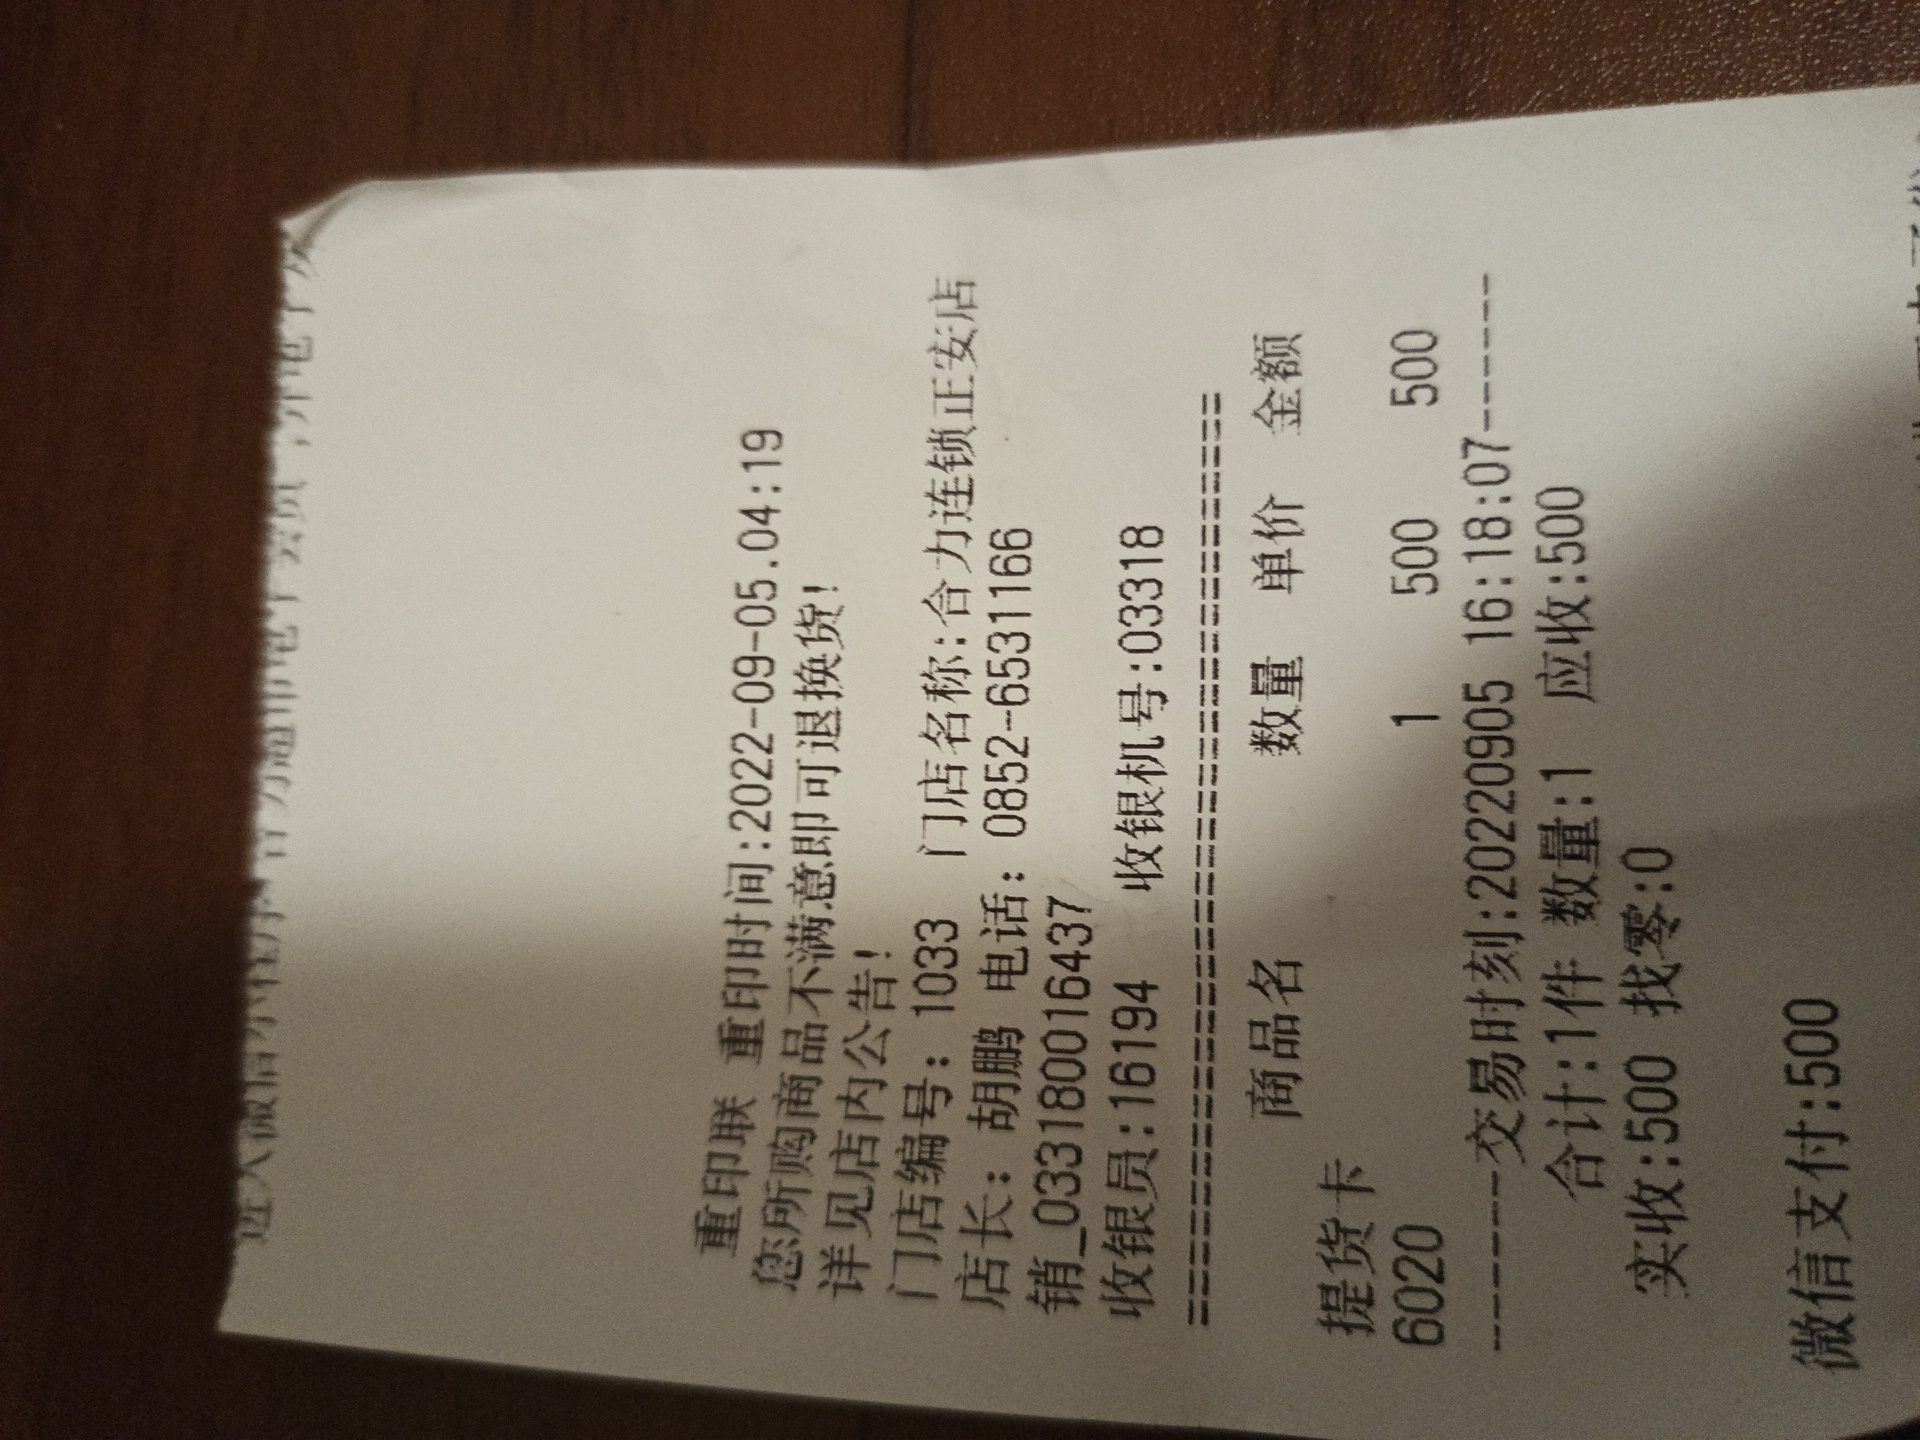 重印联 重印时间:2022-09-05.04:19
您所购商品不满意即可退换货!
详见店内公告!
门店编号: 1033 门店名称:合力连锁正安店
店长: 胡鹏 电话: 0852-6531166
销_033180016437
收银员:16194 收银机号:03318
================================
商品名 数量 单价 金额
提货卡
6020 1 500 500
--------交易时刻:20220905 16:18:07--------
合计:1件 数量:1 应收:500
实收:500 找零:0
微信支付:500